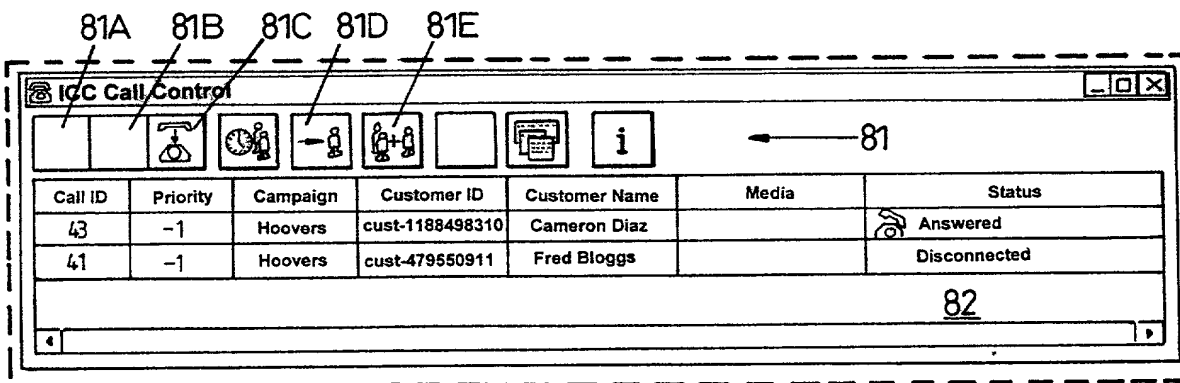 81A 81B 81C 81D 81E
ICC Call Control
i
81
Call ID Priority Campaign Customer ID Customer Name Media Status
43 -1 Hoovers cust-1188498310 Cameron Diaz Answered
41 -1 Hoovers cust-479550911 Fred Bloggs Disconnected
82